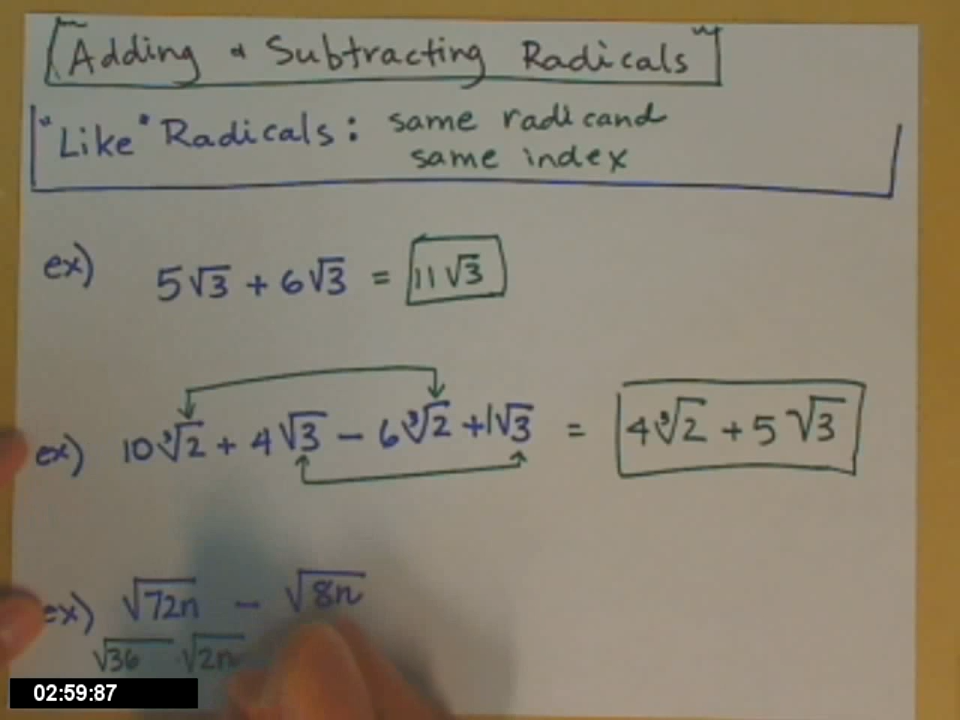 Adding & Subtracting Radicals
"Like" Radicals: same radicand
same index
ex) 5√3 + 6√3 = 11√3
ex) 10∛2 + 4√3 − 6∛2 + 1√3 = 4∛2 + 5√3
ex) √72n − √8n
√36 √2n
02:59:87